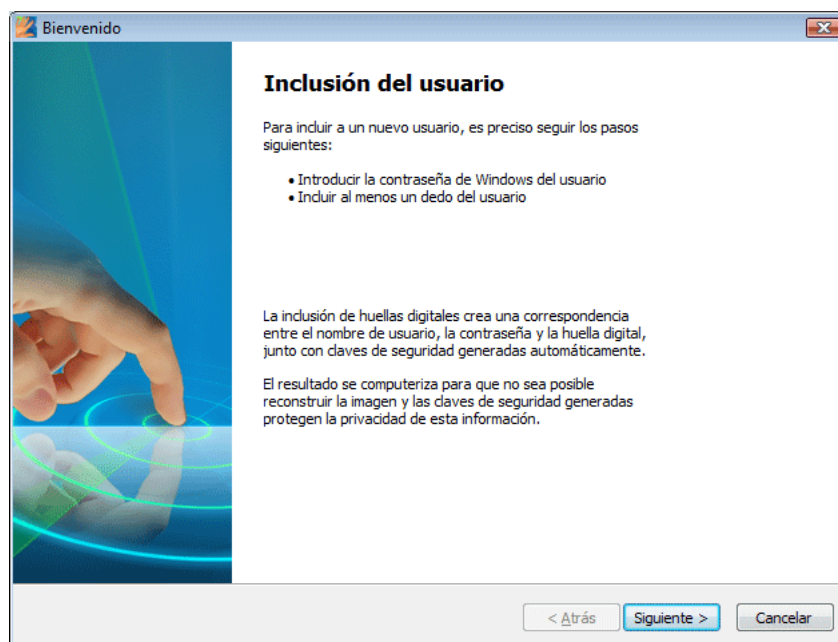 Bienvenido
Inclusión del usuario
Para incluir a un nuevo usuario, es preciso seguir los pasos
siguientes:
• Introducir la contraseña de Windows del usuario
• Incluir al menos un dedo del usuario
La inclusión de huellas digitales crea una correspondencia
entre el nombre de usuario, la contraseña y la huella digital,
junto con claves de seguridad generadas automáticamente.
El resultado se computeriza para que no sea posible
reconstruir la imagen y las claves de seguridad generadas
protegen la privacidad de esta información.
< Atrás Siguiente > Cancelar